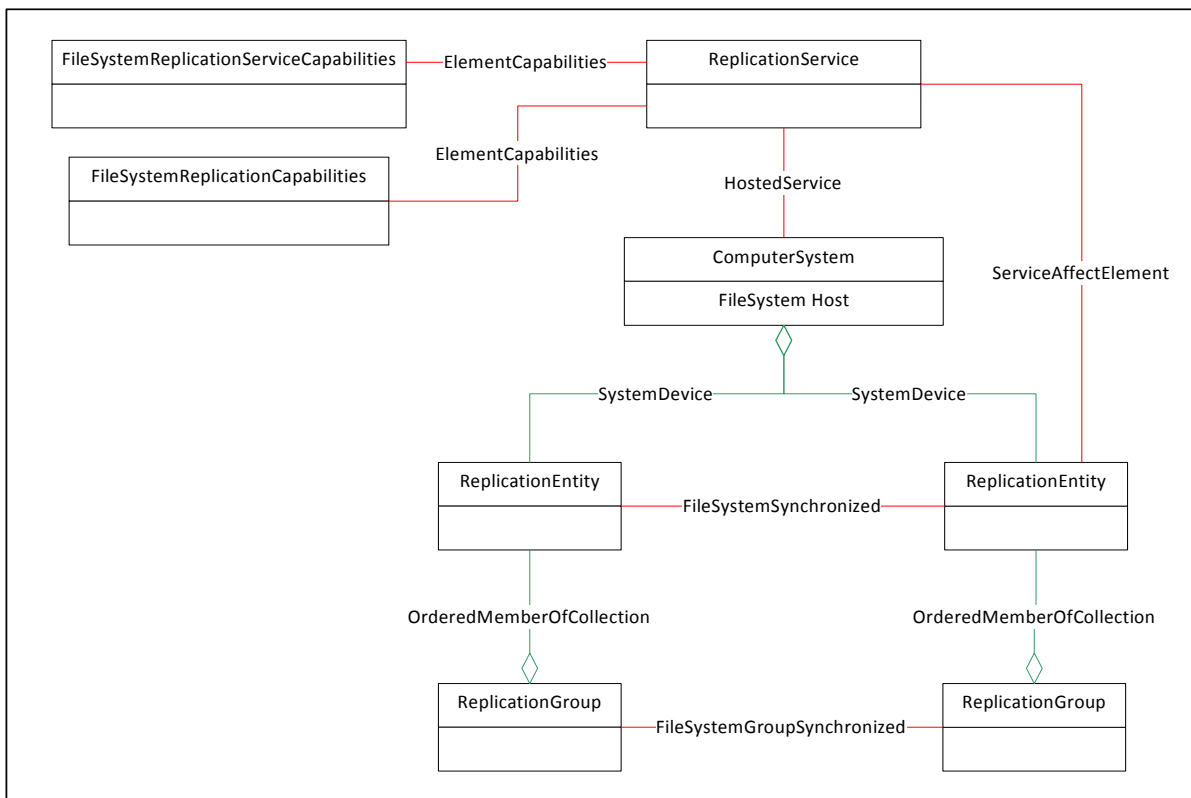 FileSystemReplicationServiceCapabilities
ElementCapabilities
ReplicationService
ElementCapabilities
FileSystemReplicationCapabilities
HostedService
ComputerSystem
FileSystem Host
ServiceAffectElement
SystemDevice
SystemDevice
ReplicationEntity
ReplicationEntity
FileSystemSynchronized
OrderedMemberOfCollection
OrderedMemberOfCollection
ReplicationGroup
ReplicationGroup
FileSystemGroupSynchronized